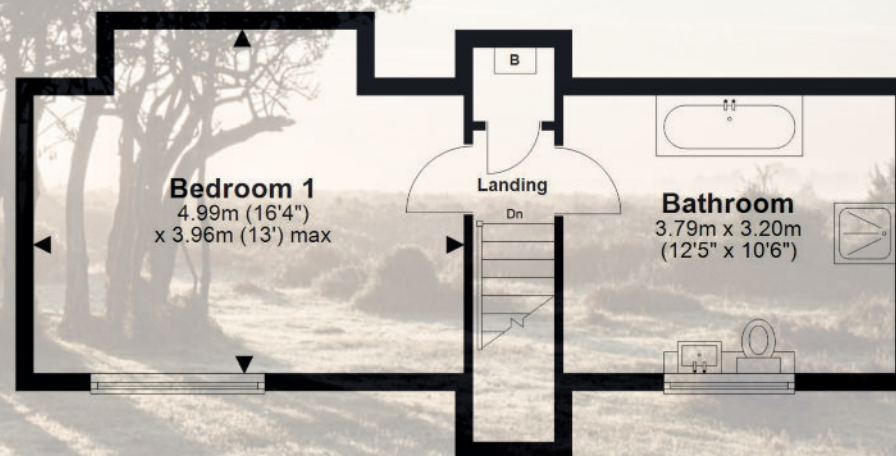 B
Landing
Dn
Bedroom 1
4.99m (16'4")
x 3.96m (13') max
Bathroom
3.79m x 3.20m
(12'5" x 10'6")